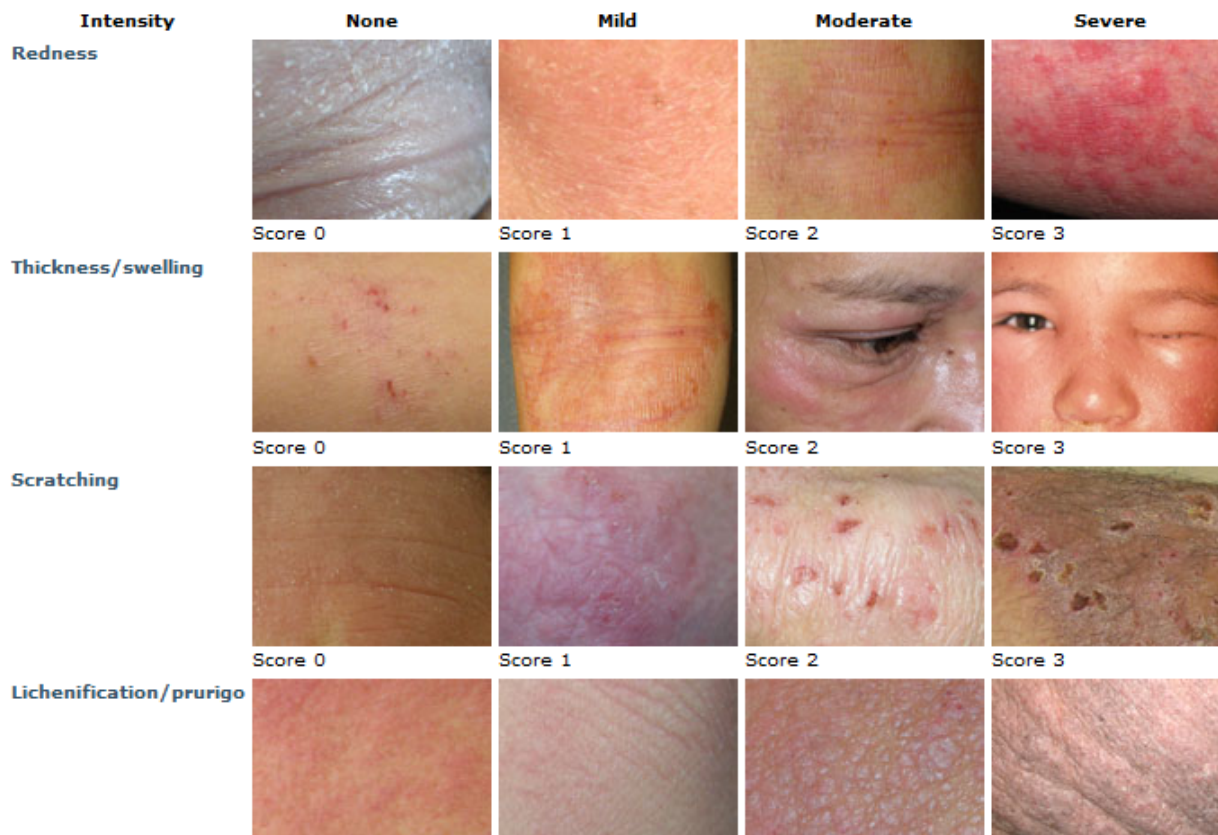 Intensity None Mild Moderate Severe
Redness
Score 0 Score 1 Score 2 Score 3
Thickness/swelling
Score 0 Score 1 Score 2 Score 3
Scratching
Score 0 Score 1 Score 2 Score 3
Lichenification/prurigo